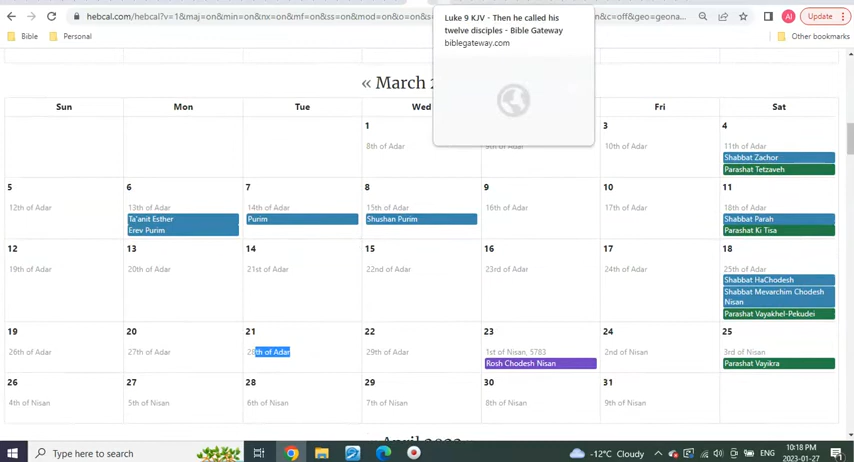 hebcal.com/hebcal?v=1&maj=on&min=on&nx=on&mf=on&ss=on&mod=on&o=on&s
&c=off&geo=geona
AI
Update
Bible
Personal
Other bookmarks
Luke 9 KJV - Then he called his
twelve disciples - Bible Gateway
biblegateway.com
« March 2
Sun Mon Tue Wed Fri Sat
1 3 4
8th of Adar 9th of Adar 10th of Adar 11th of Adar
Shabbat Zachor
Parashat Tetzaveh
5 6 7 8 9 10 11
12th of Adar 13th of Adar 14th of Adar 15th of Adar 16th of Adar 17th of Adar 18th of Adar
Ta'anit Esther Purim Shushan Purim Shabbat Parah
Erev Purim Parashat Ki Tisa
12 13 14 15 16 17 18
19th of Adar 20th of Adar 21st of Adar 22nd of Adar 23rd of Adar 24th of Adar 25th of Adar
Shabbat HaChodesh
Shabbat Mevarchim Chodesh
Nisan
Parashat Vayakhel-Pekudei
19 20 21 22 23 24 25
26th of Adar 27th of Adar 28th of Adar 29th of Adar 1st of Nisan, 5783 2nd of Nisan 3rd of Nisan
Rosh Chodesh Nisan Parashat Vayikra
26 27 28 29 30 31
4th of Nisan 5th of Nisan 6th of Nisan 7th of Nisan 8th of Nisan 9th of Nisan
April 2023
Type here to search
-12°C Cloudy
ENG
10:18 PM
2023-01-27